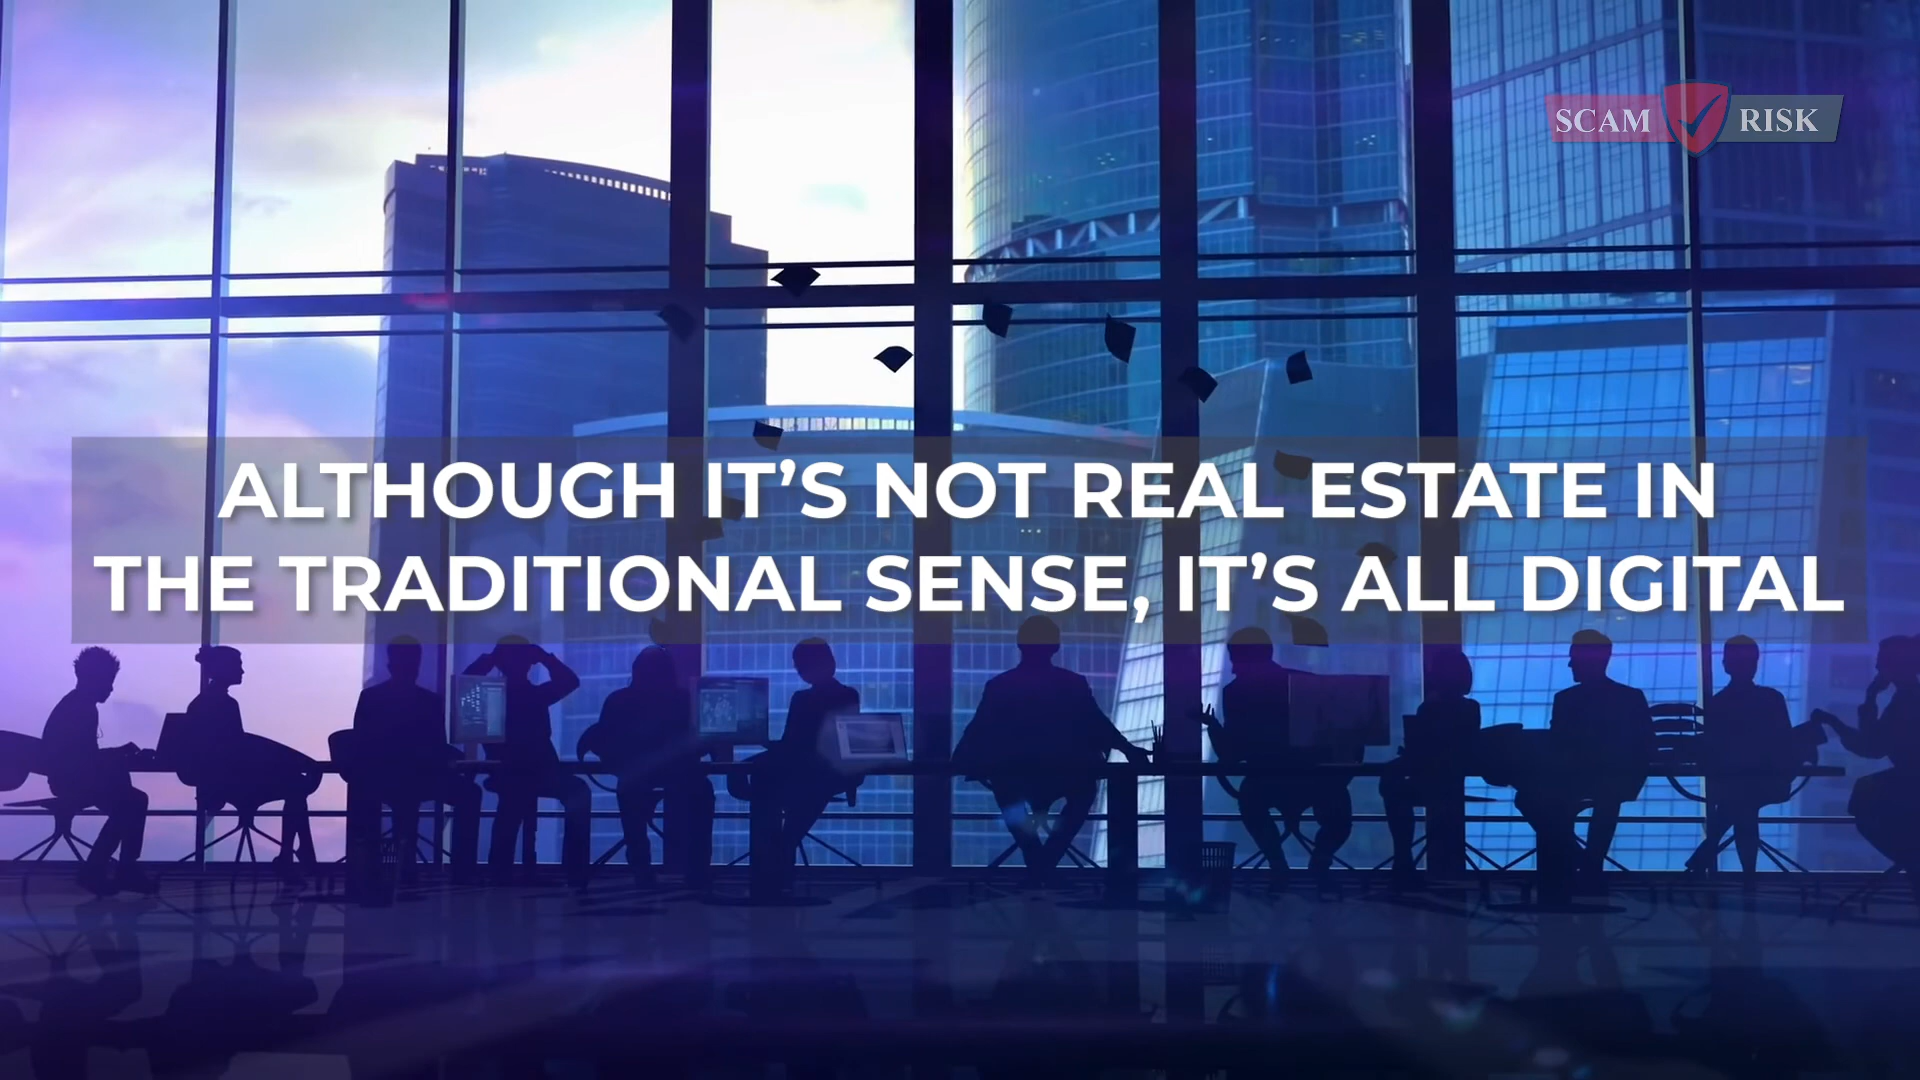 SCAM RISK
ALTHOUGH IT’S NOT REAL ESTATE IN
THE TRADITIONAL SENSE, IT’S ALL DIGITAL